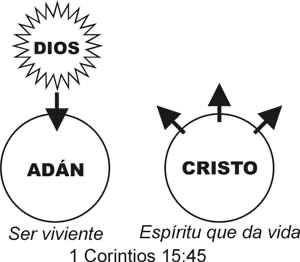 DIOS
ADÁN
CRISTO
Ser viviente
Espíritu que da vida
1 Corintios 15:45